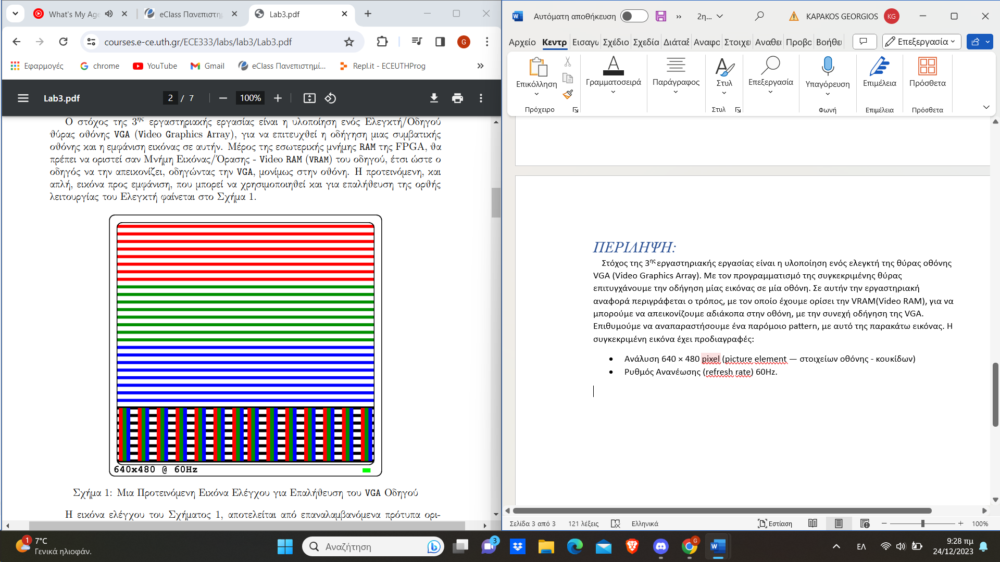 What's My Age
eClass Πανεπιστημ
Lab3.pdf
courses.e-ce.uth.gr/ECE333/labs/lab3/Lab3.pdf
G
Εφαρμογές
chrome
YouTube
Gmail
eClass Πανεπιστημί...
Repl.it - ECEUTHProg
Lab3.pdf
2 / 7
100%
Ο στόχος της 3ης εργαστηριακής εργασίας είναι η υλοποίηση ενός Ελεγκτή/Οδηγού
θύρας οθόνης VGA (Video Graphics Array), για να επιτευχθεί η οδήγηση μιας συμβατικής
οθόνης και η εμφάνιση εικόνας σε αυτήν. Μέρος της εσωτερικής μνήμης RAM της FPGA, θα
πρέπει να οριστεί σαν Μνήμη Εικόνας/Όρασης - Video RAM (VRAM) του οδηγού, έτσι ώστε ο
οδηγός να την απεικονίζει, οδηγώντας την VGA, μονίμως στην οθόνη. Η προτεινόμενη, και
απλή, εικόνα προς εμφάνιση, που μπορεί να χρησιμοποιηθεί και για επαλήθευση της ορθής
λειτουργίας του Ελεγκτή φαίνεται στο Σχήμα 1.
640x480 @ 60Hz
Σχήμα 1: Μια Προτεινόμενη Εικόνα Ελέγχου για Επαλήθευση του VGA Οδηγού
Η εικόνα ελέγχου του Σχήματος 1, αποτελείται από επαναλαμβανόμενα πρότυπα ορι-
Αυτόματη αποθήκευση
2η...
KAPAKOS GEORGIOS
KG
Αρχείο
Κεντρ
Εισαγω
Σχέδιο
Σχεδία
Διάταξ
Αναφο
Στοιχε
Αναθε
Προβο
Βοήθε
Επεξεργασία
Επικόλληση
Πρόχειρο
Γραμματοσειρά
Παράγραφος
Στυλ
Στυλ
Επεξεργασία
Υπαγόρευση
Φωνή
Επιμέλεια
Επιμέλεια
Πρόσθετα
Πρόσθετα
ΠΕΡΙΛΗΨΗ:
Στόχος της 3ης εργαστηριακής εργασίας είναι η υλοποίηση ενός ελεγκτή της θύρας οθόνης
VGA (Video Graphics Array). Με τον προγραμματισμό της συγκεκριμένης θύρας
επιτυγχάνουμε την οδήγηση μίας εικόνας σε μία οθόνη. Σε αυτήν την εργαστηριακή
αναφορά περιγράφεται ο τρόπος, με τον οποίο έχουμε ορίσει την VRAM(Video RAM), για να
μπορούμε να απεικονίζουμε αδιάκοπα στην οθόνη, με την συνεχή οδήγηση της VGA.
Επιθυμούμε να αναπαραστήσουμε ένα παρόμοιο pattern, με αυτό της παρακάτω εικόνας. Η
συγκεκριμένη εικόνα έχει προδιαγραφές:
• Ανάλυση 640 × 480 pixel (picture element — στοιχείων οθόνης - κουκίδων)
• Ρυθμός Ανανέωσης (refresh rate) 60Hz.
Σελίδα 3 από 3
121 λέξεις
Ελληνικά
Εστίαση
100%
1
7°C
Γενικά ηλιοφάν.
Αναζήτηση
3
G
ΕΛ
9:28 πμ
24/12/2023